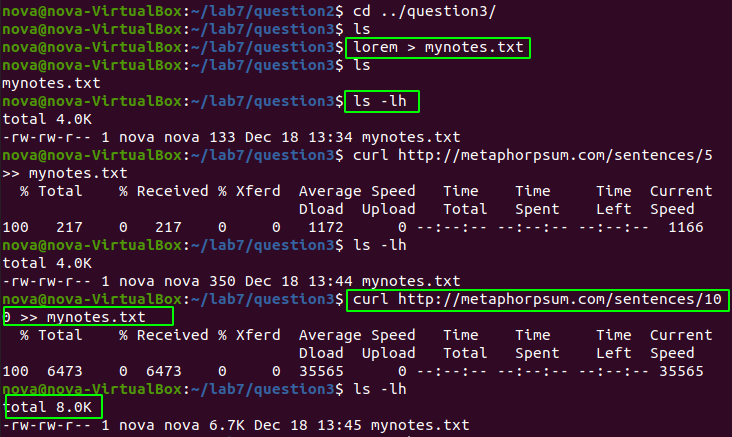 nova@nova-VirtualBox:~/lab7/question2$ cd ../question3/
nova@nova-VirtualBox:~/lab7/question3$ ls
nova@nova-VirtualBox:~/lab7/question3$ lorem > mynotes.txt
nova@nova-VirtualBox:~/lab7/question3$ ls
mynotes.txt
nova@nova-VirtualBox:~/lab7/question3$ ls -lh
total 4.0K
-rw-rw-r-- 1 nova nova 133 Dec 18 13:34 mynotes.txt
nova@nova-VirtualBox:~/lab7/question3$ curl http://metaphorpsum.com/sentences/5
>> mynotes.txt
  % Total    % Received % Xferd  Average Speed   Time    Time     Time  Current
                                 Dload  Upload   Total   Spent    Left  Speed
100   217    0   217    0     0   1172      0 --:--:-- --:--:-- --:--:--  1166
nova@nova-VirtualBox:~/lab7/question3$ ls -lh
total 4.0K
-rw-rw-r-- 1 nova nova 350 Dec 18 13:44 mynotes.txt
nova@nova-VirtualBox:~/lab7/question3$ curl http://metaphorpsum.com/sentences/10
0 >> mynotes.txt
  % Total    % Received % Xferd  Average Speed   Time    Time     Time  Current
                                 Dload  Upload   Total   Spent    Left  Speed
100  6473    0  6473    0     0  35565      0 --:--:-- --:--:-- --:--:-- 35565
nova@nova-VirtualBox:~/lab7/question3$ ls -lh
total 8.0K
-rw-rw-r-- 1 nova nova 6.7K Dec 18 13:45 mynotes.txt